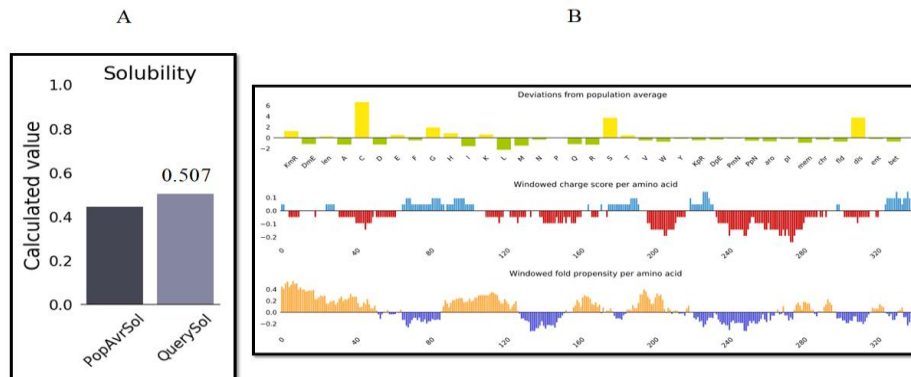 A
B
Solubility
Calculated value
1.0
0.8
0.6
0.4
0.2
0.0
0.507
PopAvrSol
QuerySol
Deviations from population average
6
4
2
0
−2
KmR DmE len A C D E F G H I K L M N P Q R S T V W Y KpR DpE PmN PpN aro pI mem chr fld dis ent bet
Windowed charge score per amino acid
0.1
0.0
−0.1
−0.2
0 40 80 120 160 200 240 280 320
Windowed fold propensity per amino acid
0.4
0.2
0.0
−0.2
0 40 80 120 160 200 240 280 320